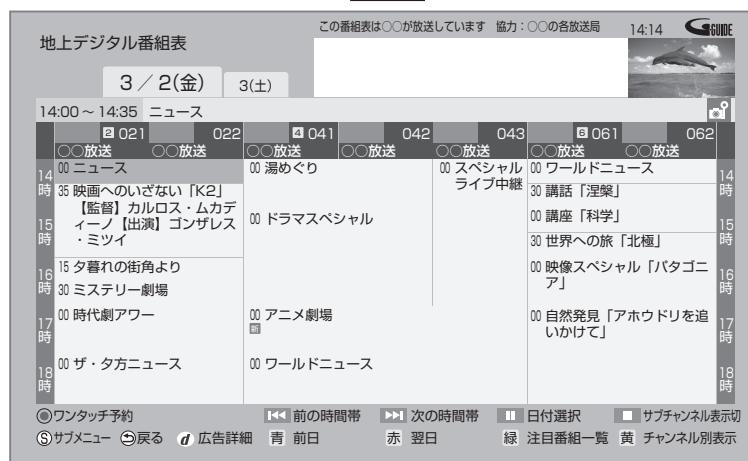 この番組表は○○が放送しています 協力：○○の各放送局
14:14
GGUIDE
地上デジタル番組表
3／2(金)
3(土)
14:00～14:35 ニュース
2 021
022
4 041
042
043
6 061
062
○○放送
○○放送
○○放送
○○放送
○○放送
○○放送
14時
00 ニュース
35 映画へのいざない「K2」
【監督】カルロス・ムカデ
ィーノ【出演】ゴンザレス
・ミツイ
15時
15 夕暮れの街角より
16時
30 ミステリー劇場
17時
00 時代劇アワー
18時
00 ザ・夕方ニュース
00 湯めぐり
00 ドラマスペシャル
00 アニメ劇場
新
00 ワールドニュース
00 スペシャル
ライブ中継
00 ワールドニュース
30 講話「涅槃」
00 講座「科学」
30 世界への旅「北極」
00 映像スペシャル「パタゴニ
ア」
00 自然発見「アホウドリを追
いかけて」
14時
15時
16時
17時
18時
ワンタッチ予約
前の時間帯
次の時間帯
日付選択
サブチャンネル表示切
S サブメニュー
戻る
d 広告詳細
青 前日
赤 翌日
緑 注目番組一覧
黄 チャンネル別表示